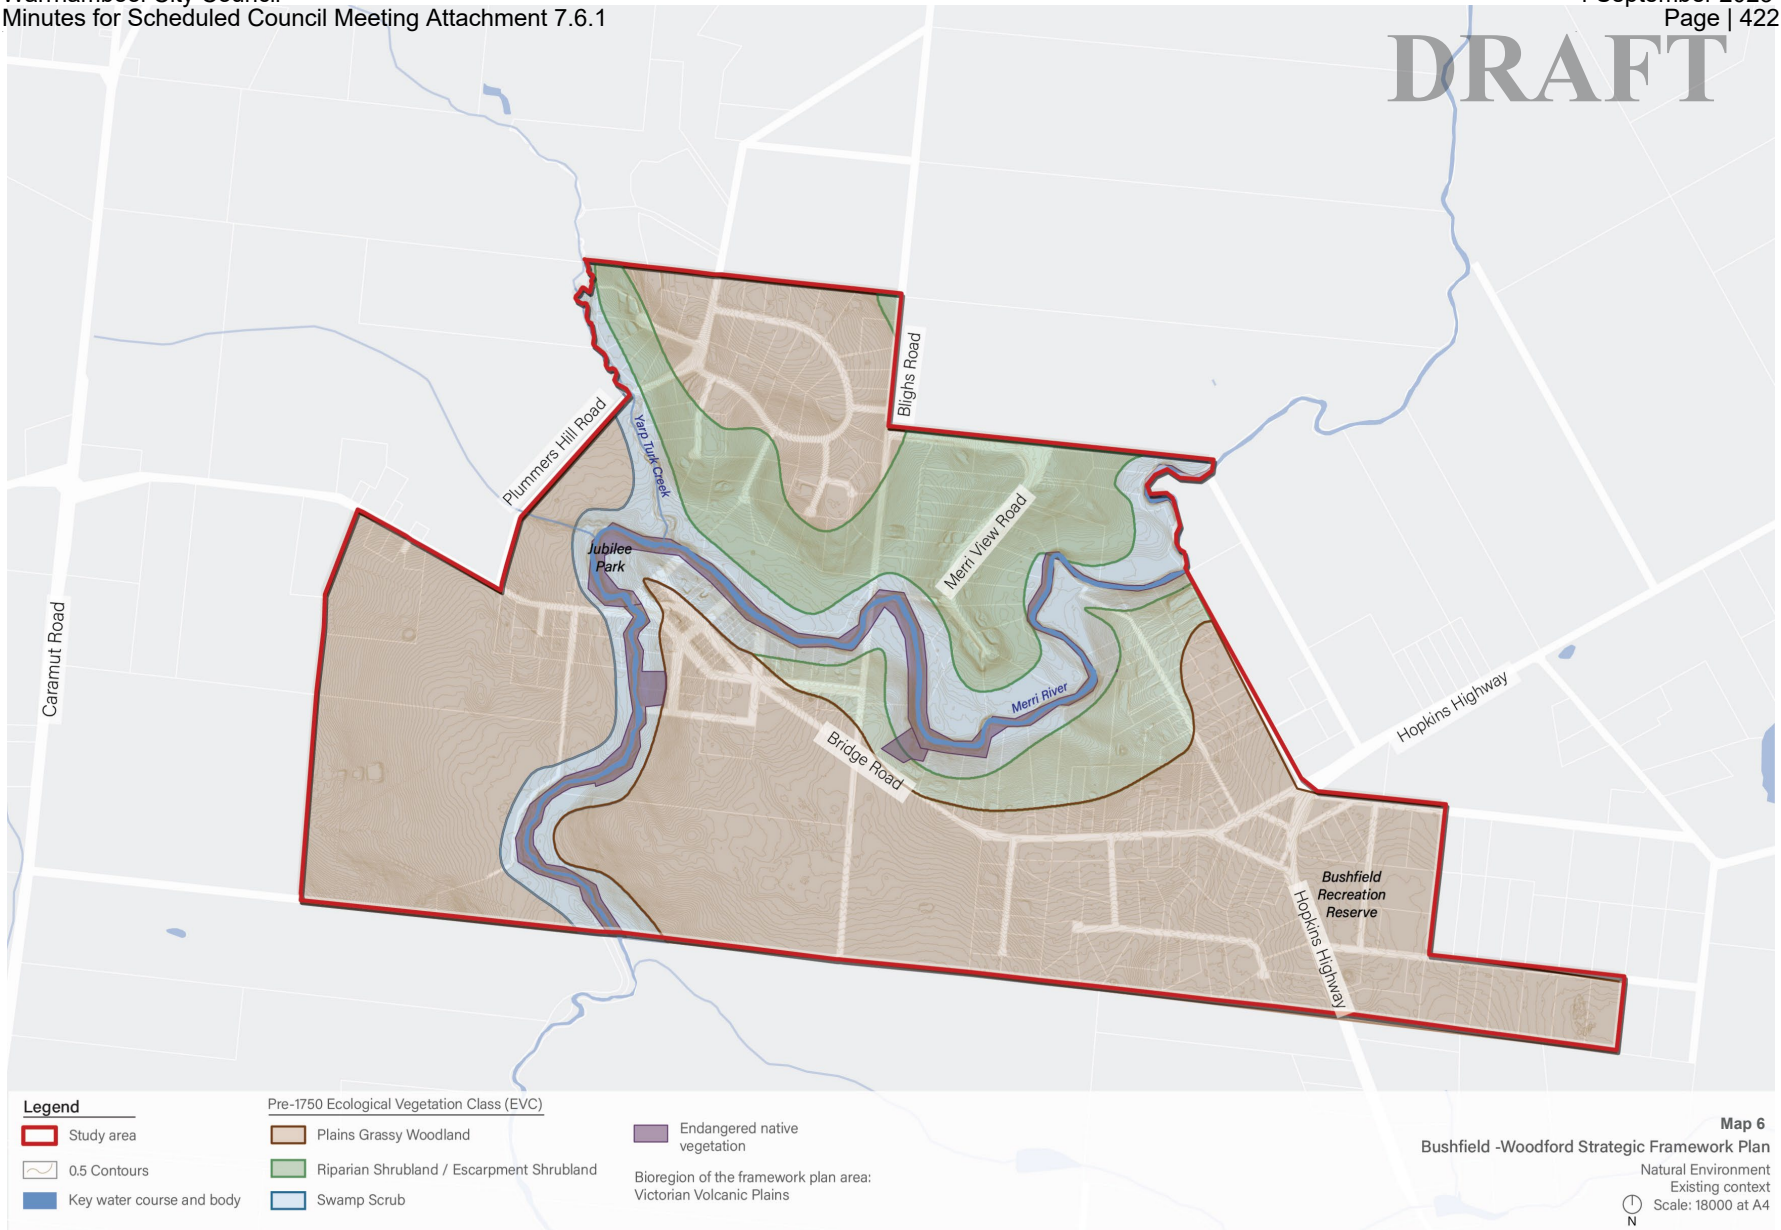 Minutes for Scheduled Council Meeting Attachment 7.6.1
Page | 422
DRAFT
Blighs Road
Plummers Hill Road
Yarp Turk Creek
Merri View Road
Jubilee
Park
Caramut Road
Merri River
Hopkins Highway
Bridge Road
Bushfield
Recreation
Reserve
Hopkins Highway
Legend
Study area
0.5 Contours
Key water course and body
Pre-1750 Ecological Vegetation Class (EVC)
Plains Grassy Woodland
Riparian Shrubland / Escarpment Shrubland
Swamp Scrub
Endangered native
vegetation
Bioregion of the framework plan area:
Victorian Volcanic Plains
Map 6
Bushfield -Woodford Strategic Framework Plan
Natural Environment
Existing context
Scale: 18000 at A4
N